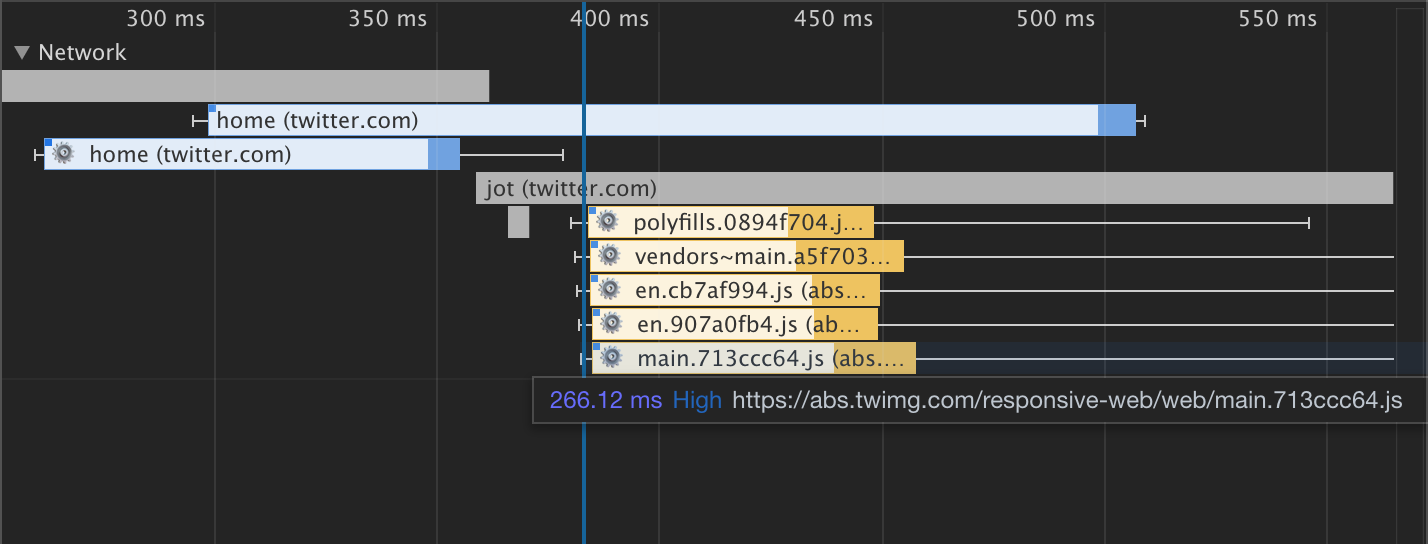 300 ms 350 ms 400 ms 450 ms 500 ms 550 ms
Network
home (twitter.com)
home (twitter.com)
jot (twitter.com)
polyfills.0894f704.j...
vendors~main.a5f703...
en.cb7af994.js (abs...
en.907a0fb4.js (ab...
main.713ccc64.js (abs....
266.12 ms High https://abs.twimg.com/responsive-web/web/main.713ccc64.js